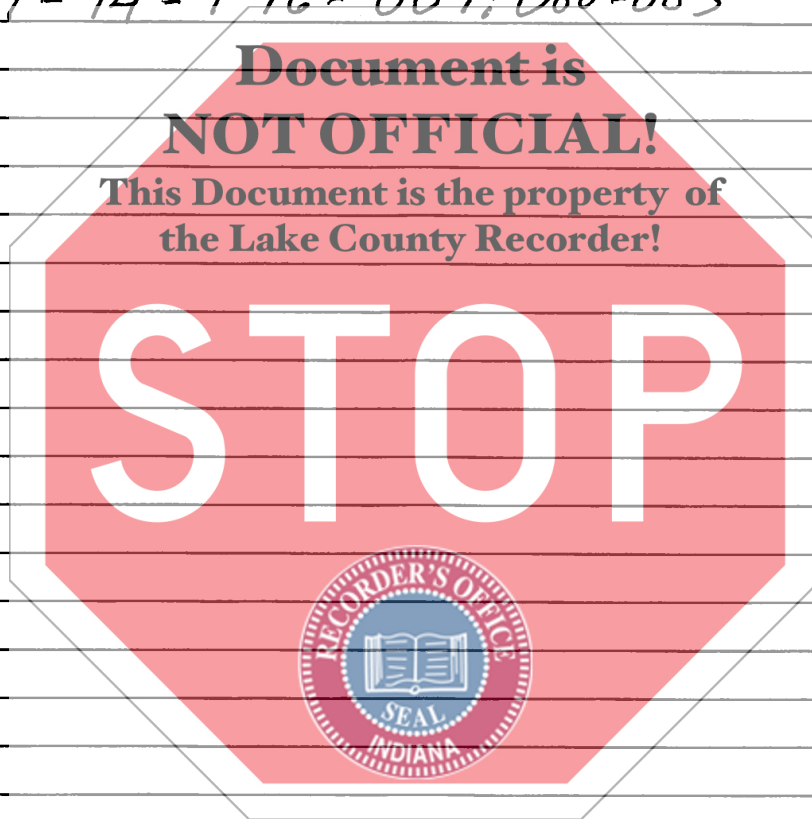 Document is
NOT OFFICIAL!
This Document is the property of
the Lake County Recorder!
STOP
RECORDER'S OFFICE
SEAL
INDIANA